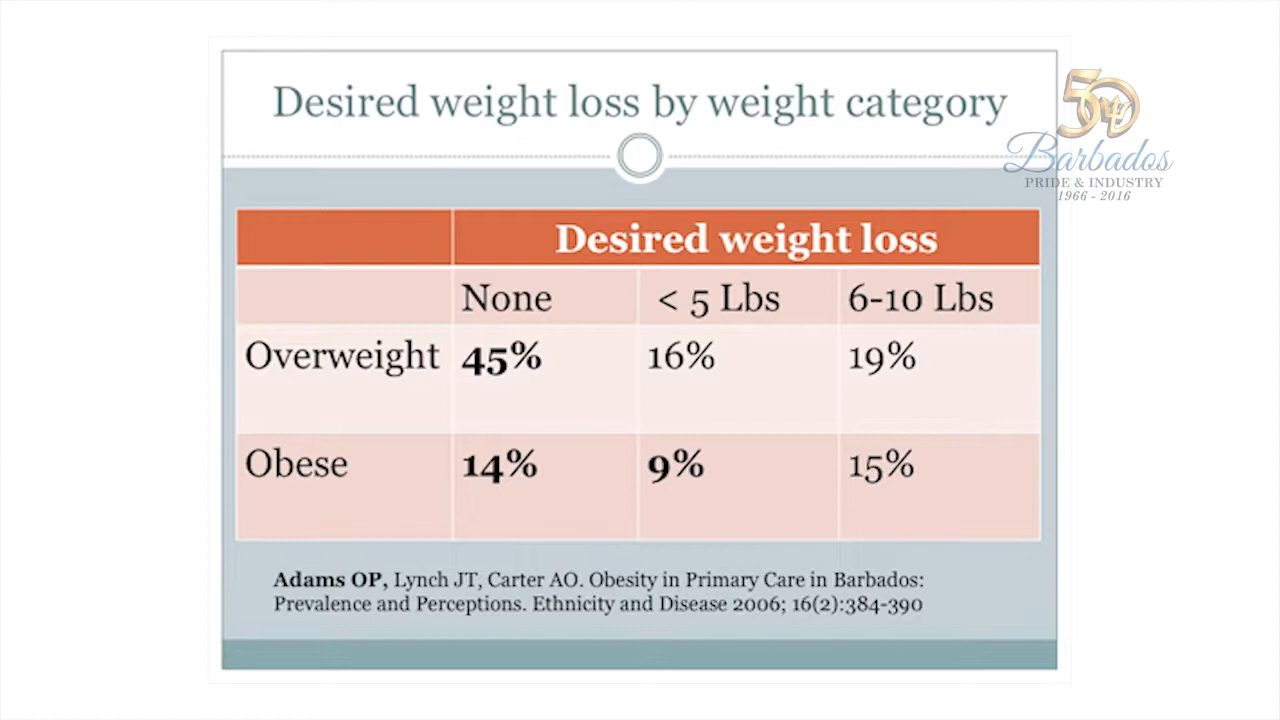 Desired weight loss by weight category
50
Barbados
PRIDE & INDUSTRY
1966 - 2016
Desired weight loss
None < 5 Lbs 6-10 Lbs
Overweight 45% 16% 19%
Obese 14% 9% 15%
Adams OP, Lynch JT, Carter AO. Obesity in Primary Care in Barbados:
Prevalence and Perceptions. Ethnicity and Disease 2006; 16(2):384-390